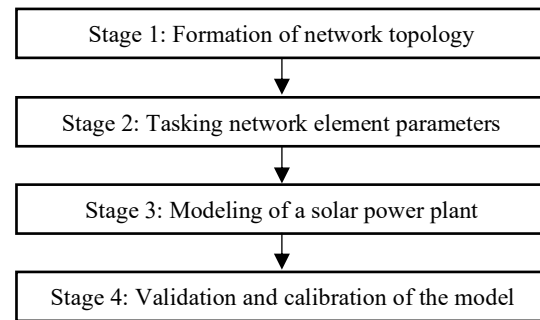 Stage 1: Formation of network topology
Stage 2: Tasking network element parameters
Stage 3: Modeling of a solar power plant
Stage 4: Validation and calibration of the model